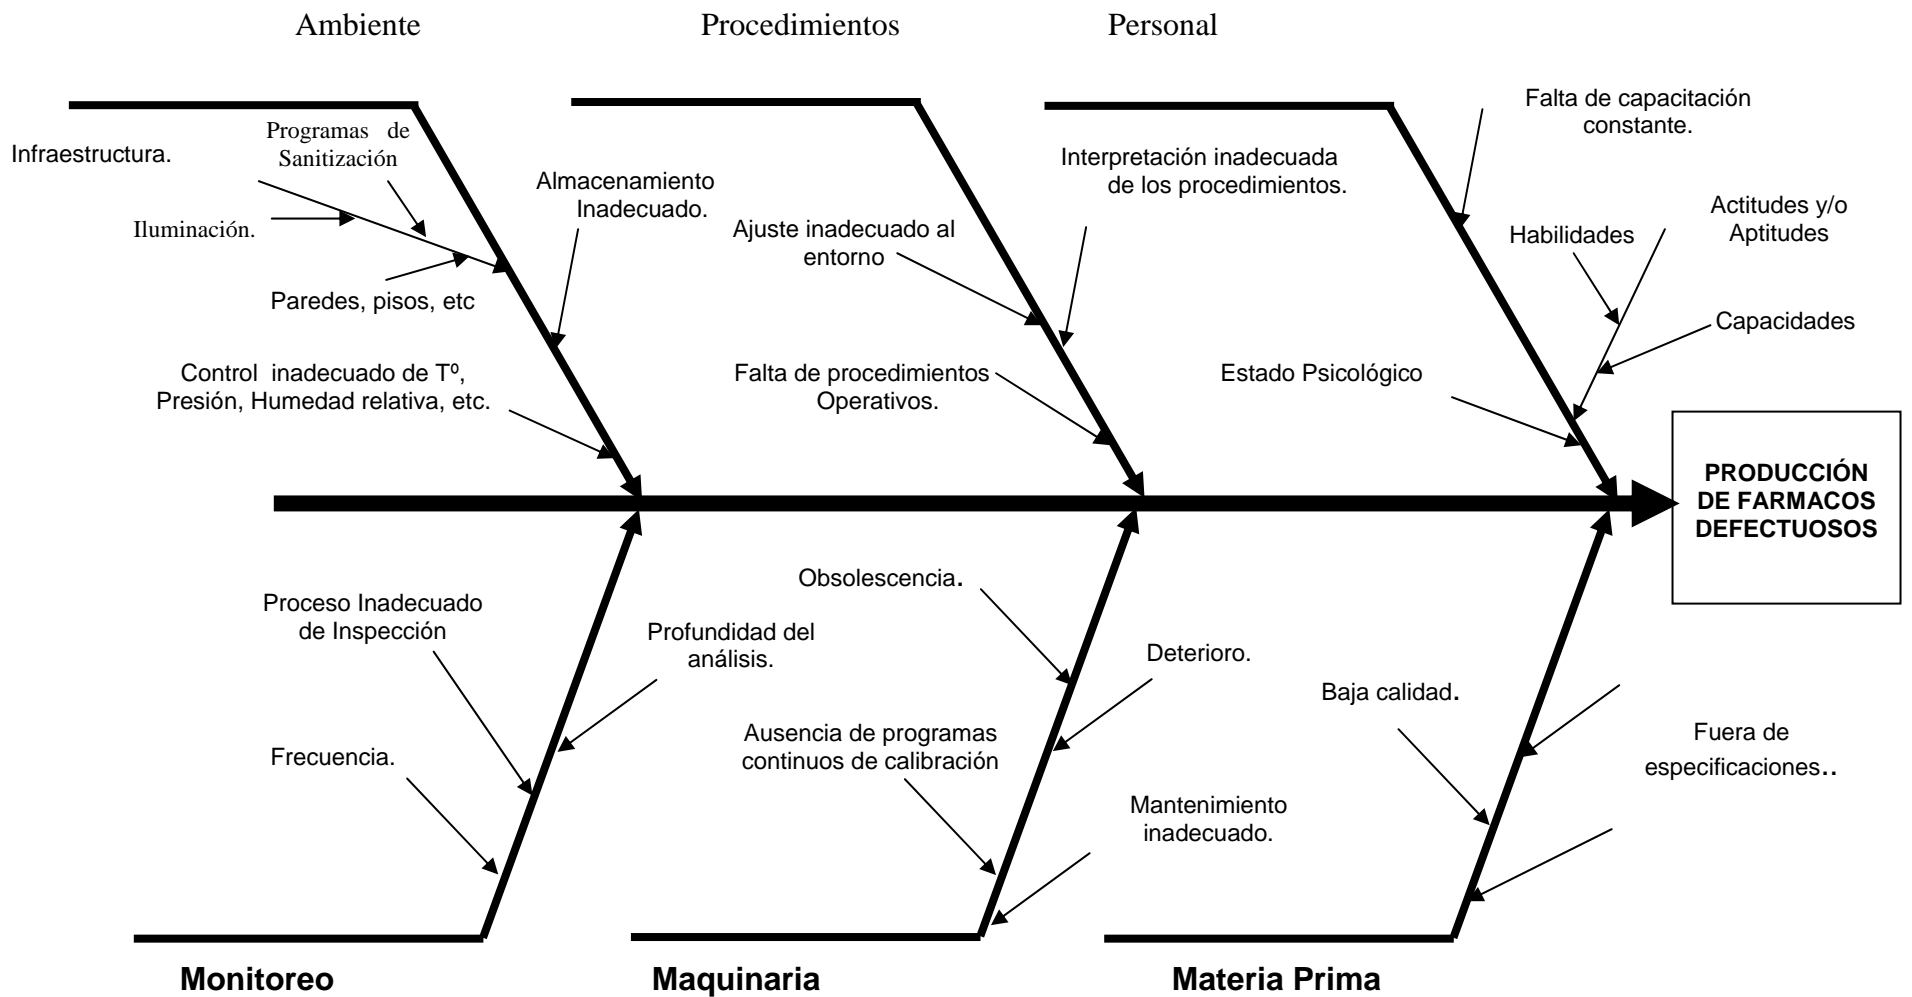 Ambiente
Procedimientos
Personal
Infraestructura.
Programas de
Sanitización
Iluminación.
Paredes, pisos, etc
Almacenamiento
Inadecuado.
Control inadecuado de Tº,
Presión, Humedad relativa, etc.
Interpretación inadecuada
de los procedimientos.
Ajuste inadecuado al
entorno
Falta de procedimientos
Operativos.
Falta de capacitación
constante.
Habilidades
Actitudes y/o
Aptitudes
Capacidades
Estado Psicológico
PRODUCCIÓN
DE FARMACOS
DEFECTUOSOS
Proceso Inadecuado
de Inspección
Profundidad del
análisis.
Frecuencia.
Obsolescencia.
Deterioro.
Ausencia de programas
continuos de calibración
Mantenimiento
inadecuado.
Baja calidad.
Fuera de
especificaciones..
Monitoreo
Maquinaria
Materia Prima